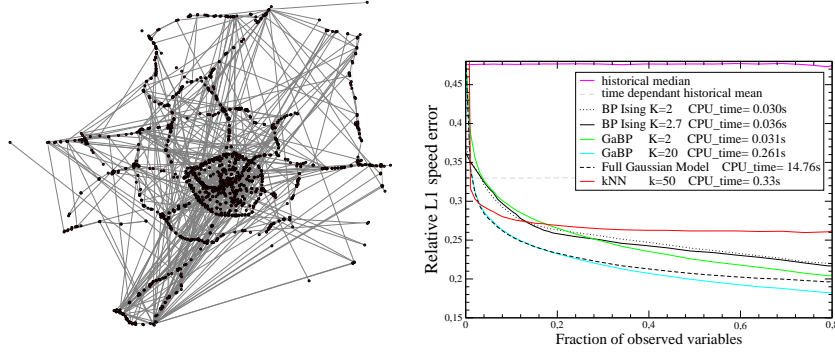 0,45
0,4
0,35
0,3
0,25
0,2
0,15
Relative L1 speed error
historical median
time dependant historical mean
BP Ising K=2 CPU_time= 0.030s
BP Ising K=2.7 CPU_time= 0.036s
GaBP K=2 CPU_time= 0.031s
GaBP K=20 CPU_time= 0.261s
Full Gaussian Model CPU_time= 14.76s
kNN k=50 CPU_time= 0.33s
0 0,2 0,4 0,6 0,8
Fraction of observed variables